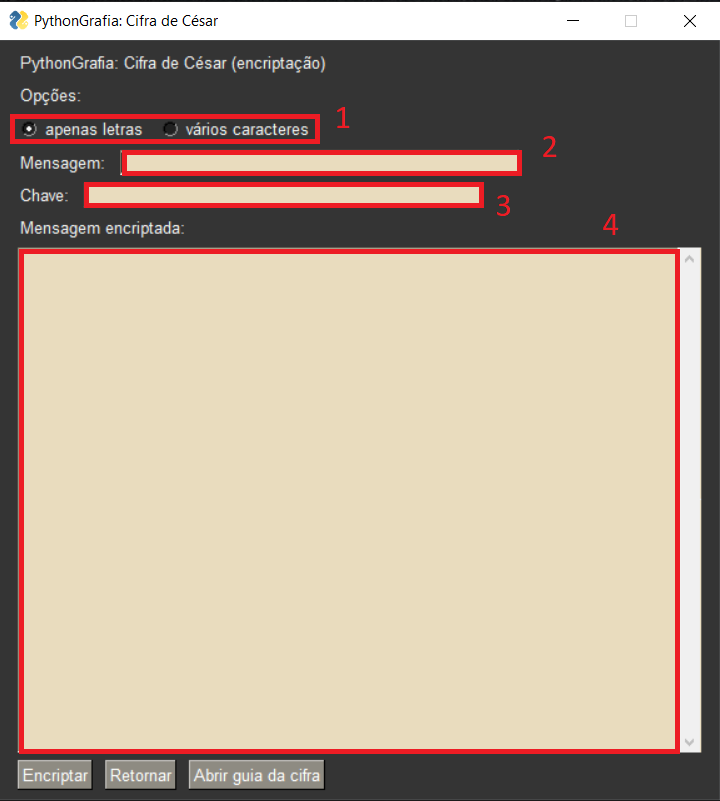 PythonGrafia: Cifra de César
PythonGrafia: Cifra de César (encriptação)
Opções:
apenas letras vários caracteres 1
Mensagem: 2
Chave: 3
Mensagem encriptada: 4
Encriptar Retornar Abrir guia da cifra